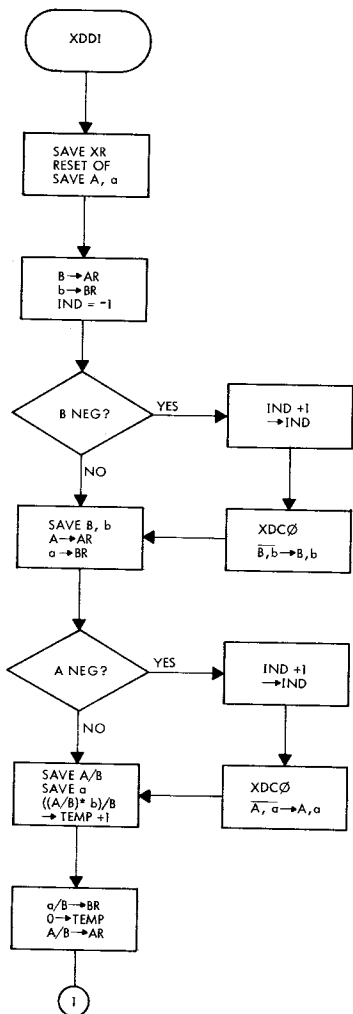 XDDI
SAVE XR
RESET OF
SAVE A, a
B→AR
b→BR
IND = -1
B NEG?
YES
IND +1
→IND
NO
SAVE B, b
A→AR
a→BR
XDCØ
B̅,̅b̅→B,b
A NEG?
YES
IND +1
→IND
NO
SAVE A/B
SAVE a
((A/B)* b)/B
→ TEMP +1
XDCØ
A̅,̅ a̅→A,a
a/B→BR
0→TEMP
A/B→AR
1